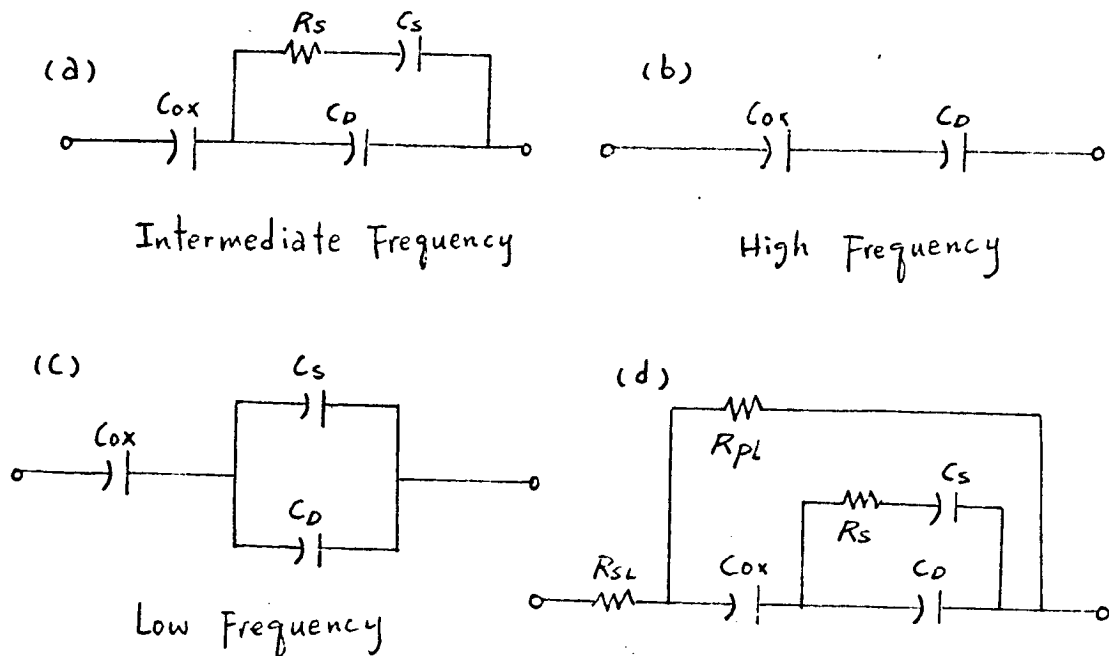 (a)
Rs
Cs
Cox
CD
Intermediate Frequency
(b)
Cox
CD
High Frequency
(c)
Cs
Cox
CD
Low Frequency
(d)
RpL
Cs
Rs
RSL
Cox
CD